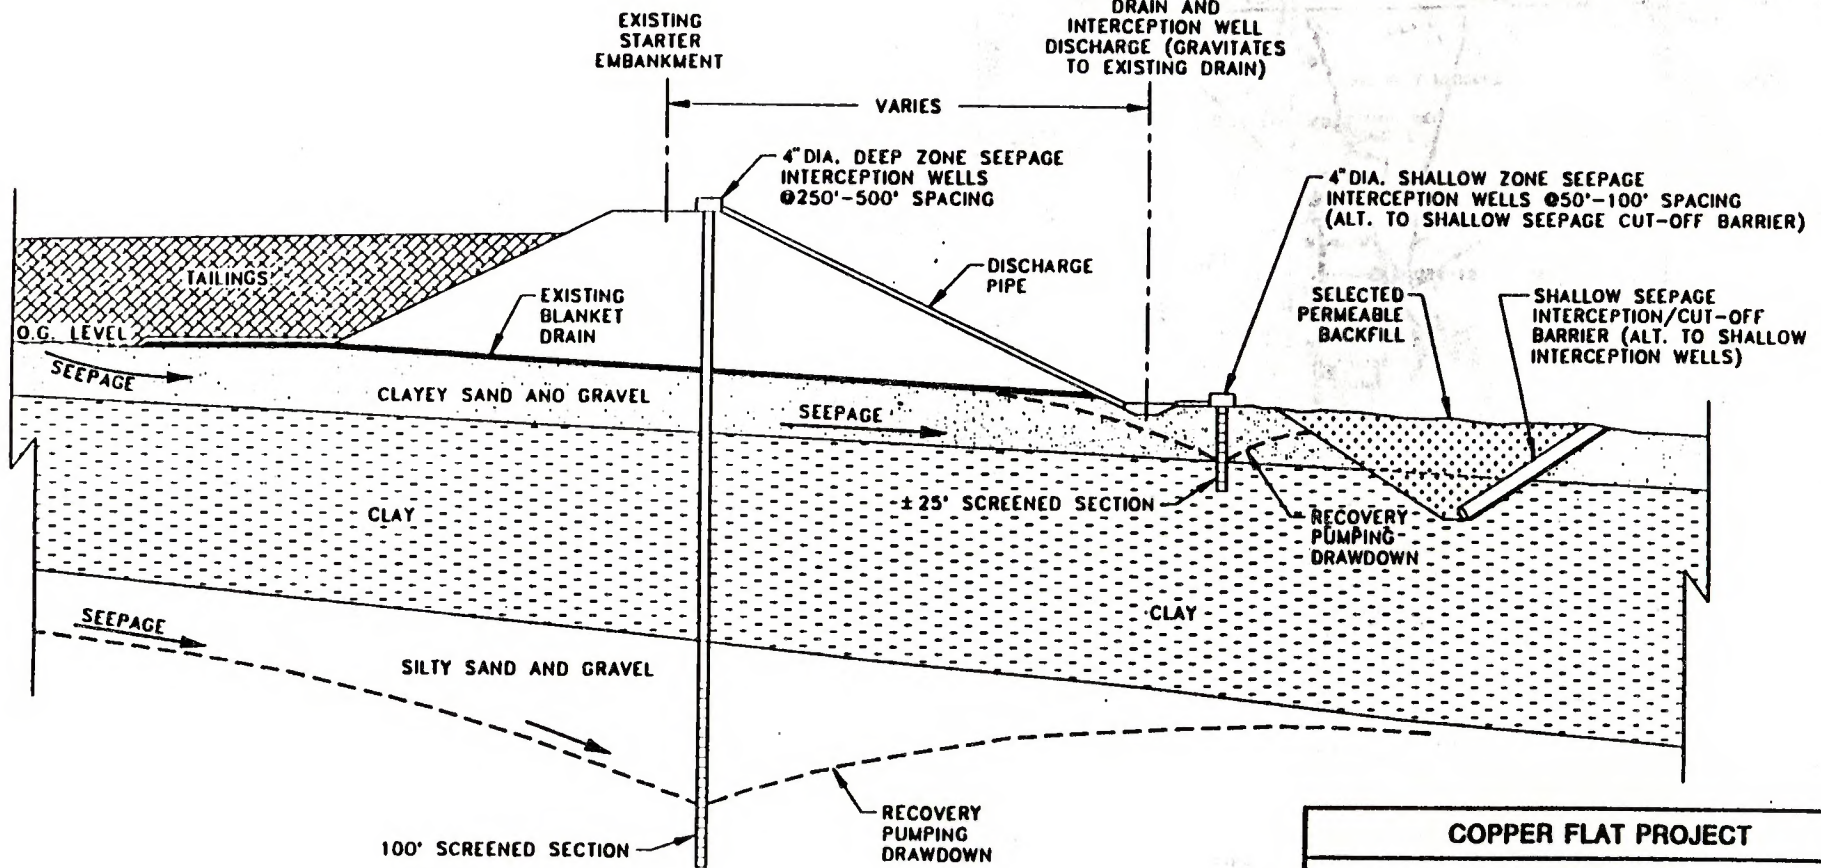 EXISTING
STARTER
EMBANKMENT
DRAIN AND
INTERCEPTION WELL
DISCHARGE (GRAVITATES
TO EXISTING DRAIN)
VARIES
4" DIA. DEEP ZONE SEEPAGE
INTERCEPTION WELLS
@250'-500' SPACING
4" DIA. SHALLOW ZONE SEEPAGE
INTERCEPTION WELLS @50'-100' SPACING
(ALT. TO SHALLOW SEEPAGE CUT-OFF BARRIER)
TAILINGS
EXISTING
BLANKET
DRAIN
DISCHARGE
PIPE
SELECTED
PERMEABLE
BACKFILL
SHALLOW SEEPAGE
INTERCEPTION/CUT-OFF
BARRIER (ALT. TO SHALLOW
INTERCEPTION WELLS)
O.G. LEVEL
SEEPAGE
CLAYEY SAND AND GRAVEL
SEEPAGE
±25' SCREENED SECTION
CLAY
RECOVERY
PUMPING
DRAWDOWN
CLAY
SEEPAGE
SILTY SAND AND GRAVEL
RECOVERY
PUMPING
DRAWDOWN
100' SCREENED SECTION
COPPER FLAT PROJECT